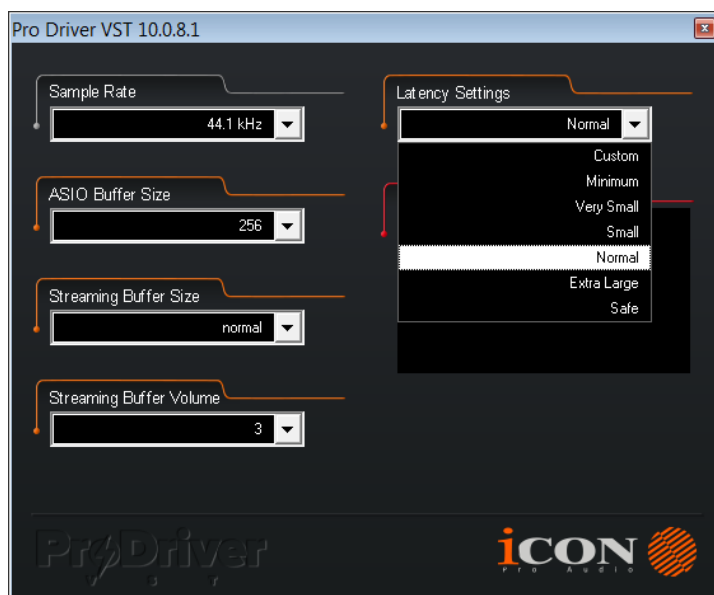 Pro Driver VST 10.0.8.1
Sample Rate
44.1 kHz
ASIO Buffer Size
256
Streaming Buffer Size
normal
Streaming Buffer Volume
3
Latency Settings
Normal
Custom
Minimum
Very Small
Small
Normal
Extra Large
Safe
ProDriver
V S T
iCON
Pro Audio